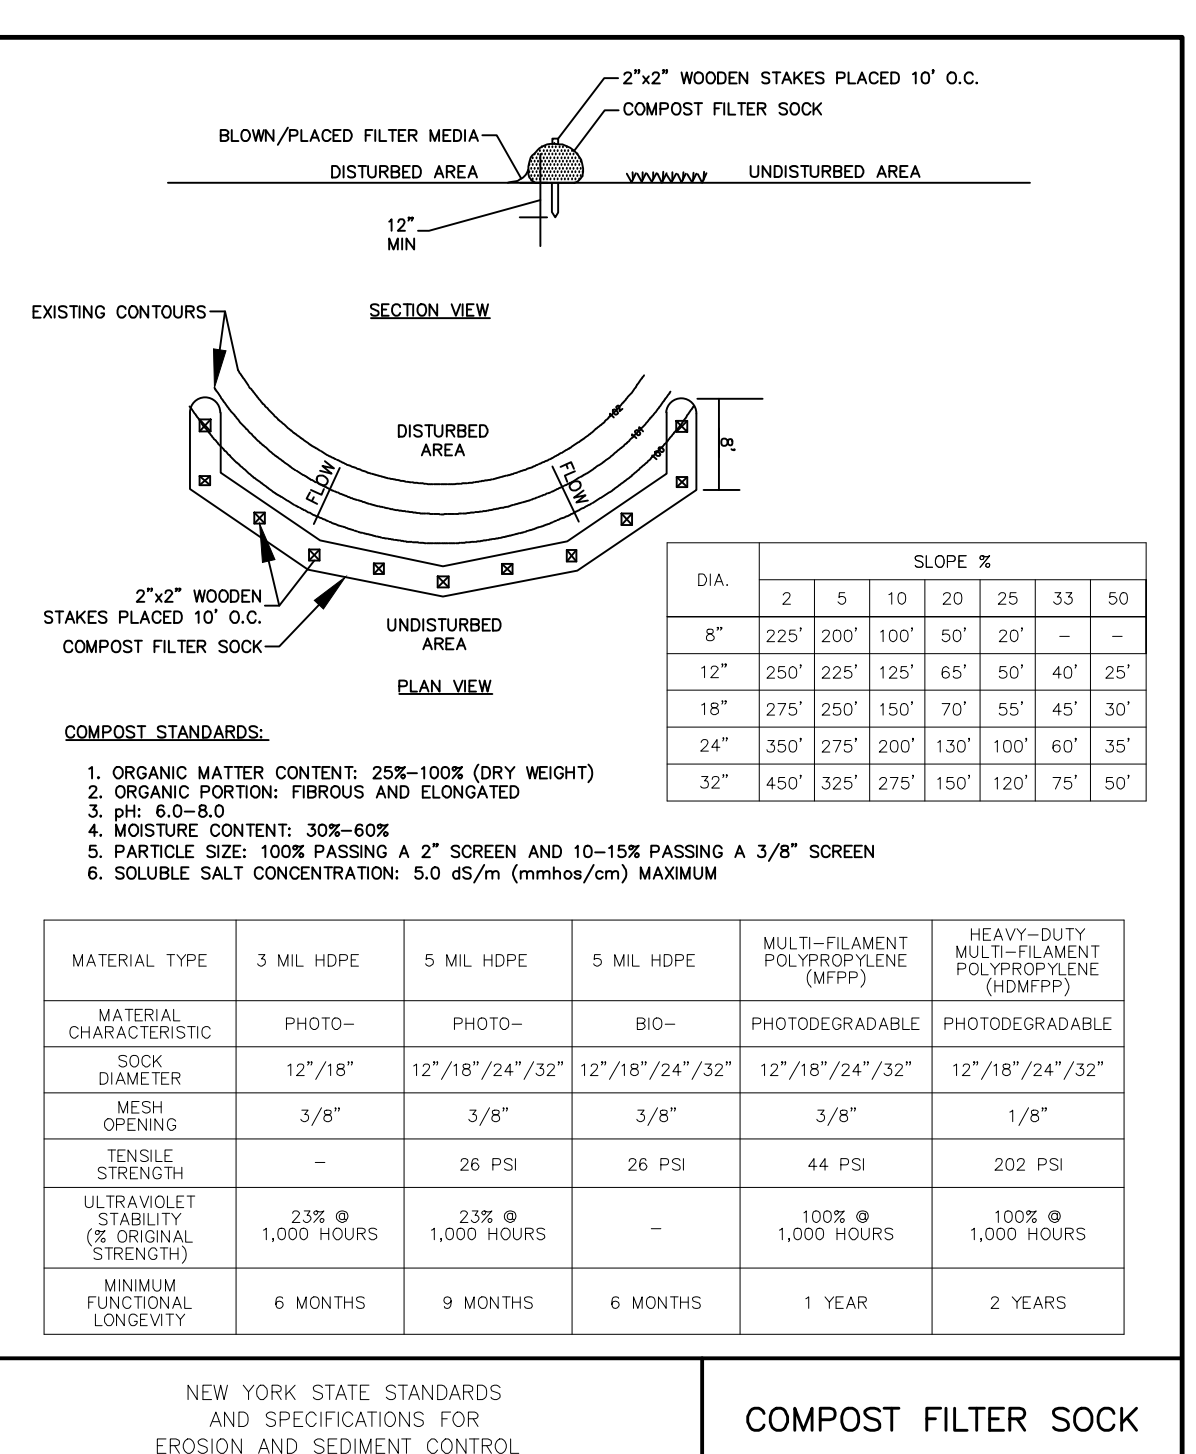 2"x2" WOODEN STAKES PLACED 10' O.C.
COMPOST FILTER SOCK
BLOWN/PLACED FILTER MEDIA
DISTURBED AREA
UNDISTURBED AREA
12"
MIN
SECTION VIEW
EXISTING CONTOURS
102
101
100
DISTURBED
AREA
FLOW
FLOW
8'
2"x2" WOODEN
STAKES PLACED 10' O.C.
COMPOST FILTER SOCK
UNDISTURBED
AREA
PLAN VIEW
DIA. SLOPE %
2 5 10 20 25 33 50
8" 225' 200' 100' 50' 20' – –
12" 250' 225' 125' 65' 50' 40' 25'
18" 275' 250' 150' 70' 55' 45' 30'
24" 350' 275' 200' 130' 100' 60' 35'
32" 450' 325' 275' 150' 120' 75' 50'
COMPOST STANDARDS:
1. ORGANIC MATTER CONTENT: 25%–100% (DRY WEIGHT)
2. ORGANIC PORTION: FIBROUS AND ELONGATED
3. pH: 6.0–8.0
4. MOISTURE CONTENT: 30%–60%
5. PARTICLE SIZE: 100% PASSING A 2" SCREEN AND 10–15% PASSING A 3/8" SCREEN
6. SOLUBLE SALT CONCENTRATION: 5.0 dS/m (mmhos/cm) MAXIMUM
MATERIAL TYPE
3 MIL HDPE
5 MIL HDPE
5 MIL HDPE
MULTI–FILAMENT
POLYPROPYLENE
(MFPP)
HEAVY–DUTY
MULTI–FILAMENT
POLYPROPYLENE
(HDMFPP)
MATERIAL
CHARACTERISTIC
PHOTO–
PHOTO–
BIO–
PHOTODEGRADABLE
PHOTODEGRADABLE
SOCK
DIAMETER
12"/18"
12"/18"/24"/32"
12"/18"/24"/32"
12"/18"/24"/32"
12"/18"/24"/32"
MESH
OPENING
3/8"
3/8"
3/8"
3/8"
1/8"
TENSILE
STRENGTH
–
26 PSI
26 PSI
44 PSI
202 PSI
ULTRAVIOLET
STABILITY
(% ORIGINAL
STRENGTH)
23% @
1,000 HOURS
23% @
1,000 HOURS
–
100% @
1,000 HOURS
100% @
1,000 HOURS
MINIMUM
FUNCTIONAL
LONGEVITY
6 MONTHS
9 MONTHS
6 MONTHS
1 YEAR
2 YEARS
NEW YORK STATE STANDARDS
AND SPECIFICATIONS FOR
EROSION AND SEDIMENT CONTROL
COMPOST FILTER SOCK